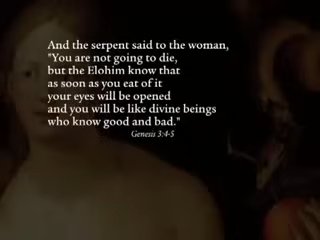 And the serpent said to the woman,
"You are not going to die,
but the Elohim know that
as soon as you eat of it
your eyes will be opened
and you will be like divine beings
who know good and bad."
Genesis 3:4-5